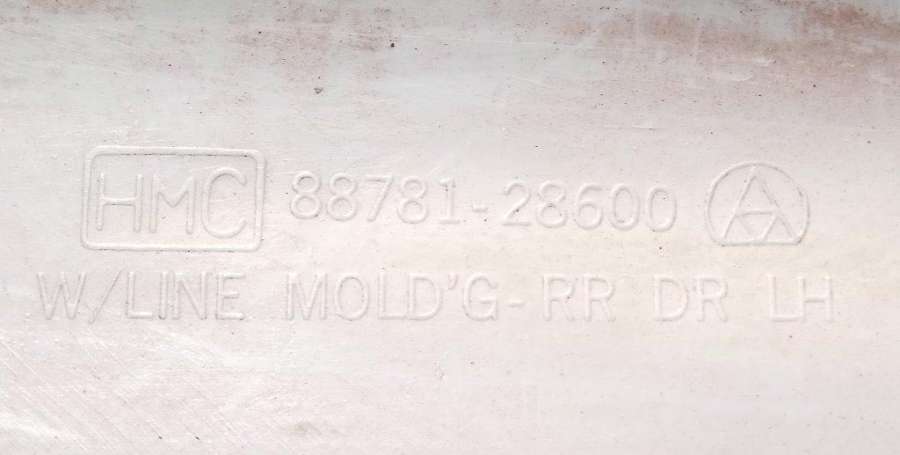 HMC 88781-28600
W/LINE MOLD'G-RR DR LH